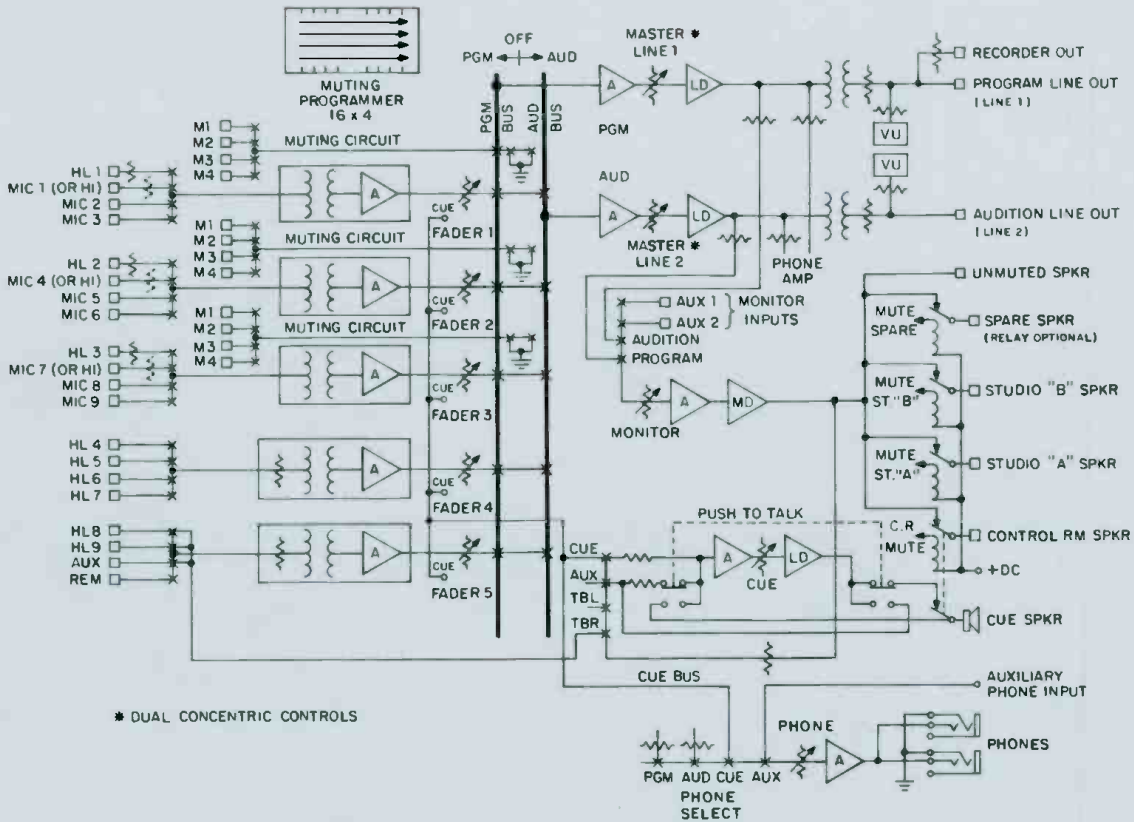 MUTING
PROGRAMMER
16 x 4
PGM
OFF
AUD
PGM BUS
AUD BUS
M1
M2
M3
M4
MUTING CIRCUIT
HL 1
MIC 1 (OR HI)
MIC 2
MIC 3
A
CUE
FADER 1
M1
M2
M3
M4
MUTING CIRCUIT
HL 2
MIC 4 (OR HI)
MIC 5
MIC 6
A
CUE
FADER 2
M1
M2
M3
M4
MUTING CIRCUIT
HL 3
MIC 7 (OR HI)
MIC 8
MIC 9
A
CUE
FADER 3
HL 4
HL 5
HL 6
HL 7
A
CUE
FADER 4
HL8
HL9
AUX
REM
A
CUE
FADER 5
MASTER *
LINE 1
A
LD
PGM
RECORDER OUT
PROGRAM LINE OUT
(LINE 1)
VU
VU
AUD
A
LD
MASTER *
LINE 2
PHONE
AMP
AUDITION LINE OUT
(LINE 2)
AUX 1
AUX 2
MONITOR
INPUTS
AUDITION
PROGRAM
A
MD
MONITOR
UNMUTED SPKR
MUTE
SPARE
SPARE SPKR
(RELAY OPTIONAL)
MUTE
ST."B"
STUDIO "B" SPKR
MUTE
ST."A"
STUDIO "A" SPKR
C.R
MUTE
CONTROL RM SPKR
+DC
PUSH TO TALK
CUE
AUX
TBL
TBR
A
CUE
LD
CUE SPKR
CUE BUS
AUXILIARY
PHONE INPUT
PHONE
A
PHONES
PGM AUD CUE AUX
PHONE
SELECT
* DUAL CONCENTRIC CONTROLS